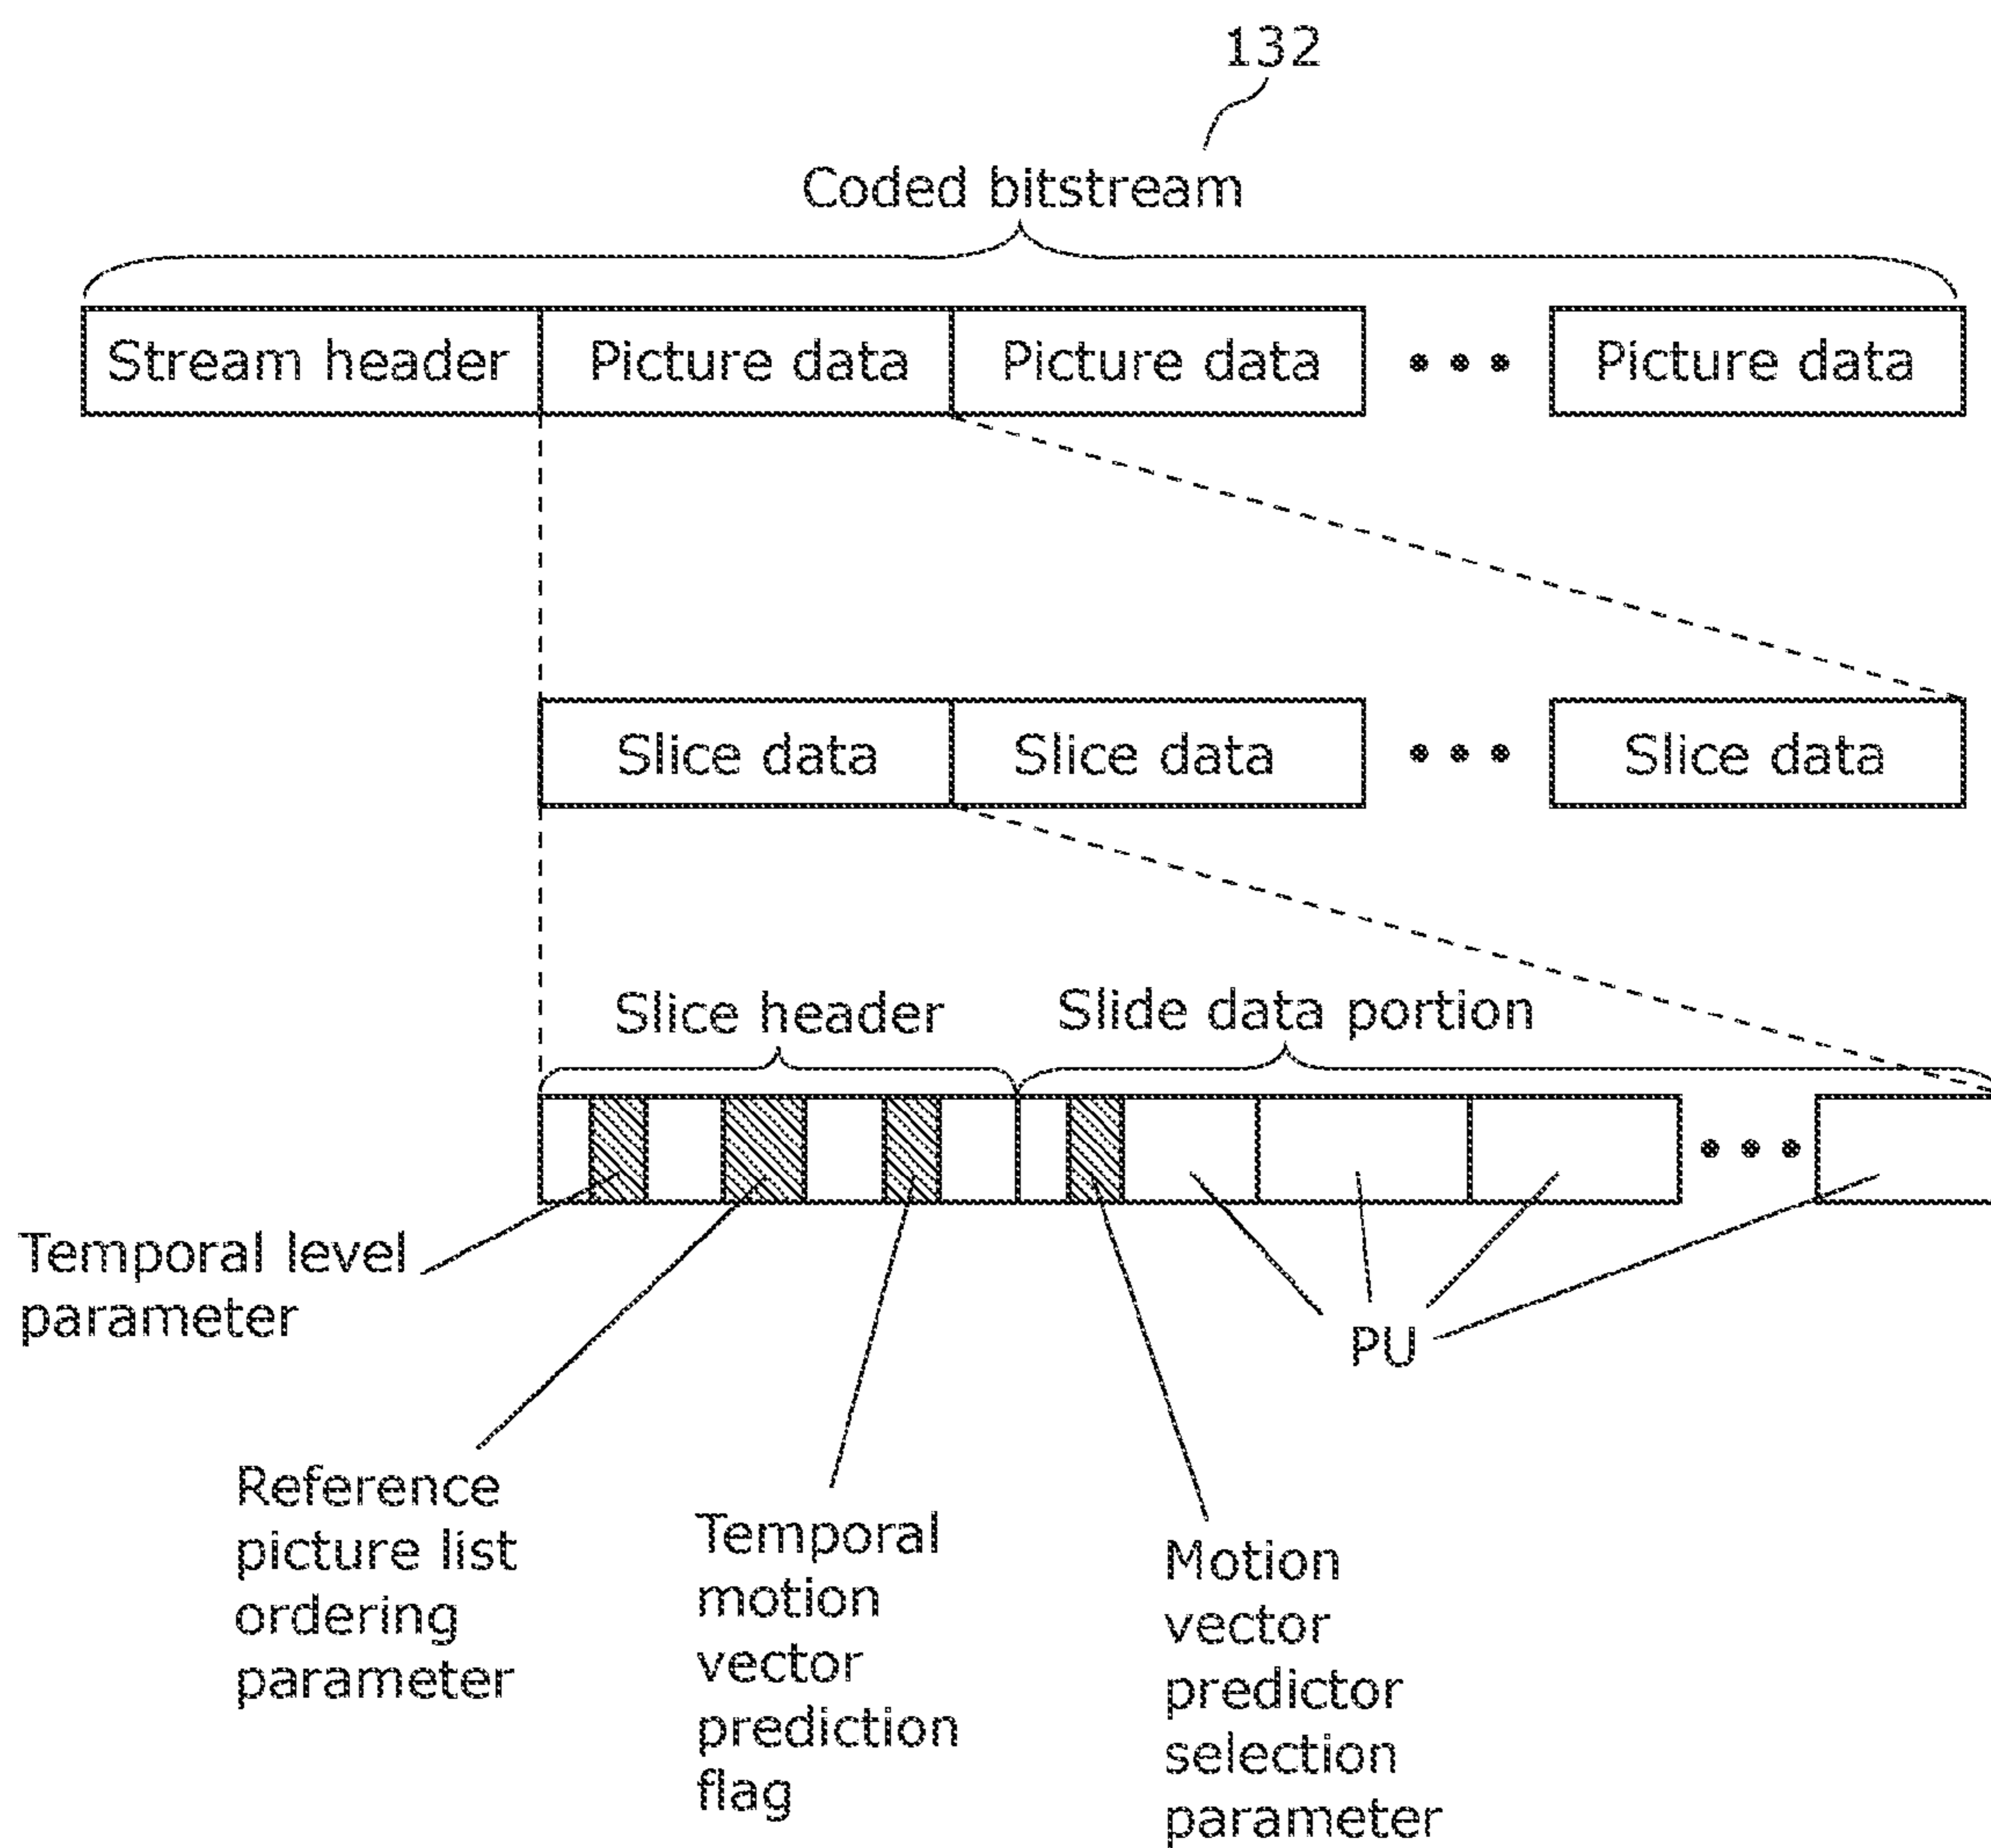 132
Coded bitstream
Stream header Picture data Picture data ••• Picture data
Slice data Slice data ••• Slice data
Slice header Slide data portion
•••
Temporal level
parameter
PU
Reference
picture list
ordering
parameter
Temporal
motion
vector
prediction
flag
Motion
vector
predictor
selection
parameter